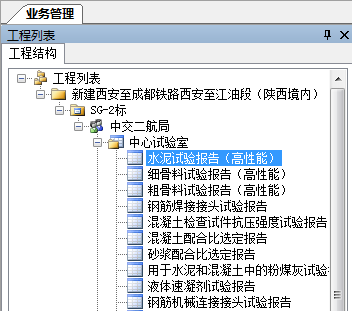 业务管理
工程列表
工程结构
工程列表
新建西安至成都铁路西安至江油段（陕西境内）
SG-2标
中交二航局
中心试验室
水泥试验报告（高性能）
细骨料试验报告（高性能）
粗骨料试验报告（高性能）
钢筋焊接接头试验报告
混凝土检查试件抗压强度试验报告
混凝土配合比选定报告
砂浆配合比选定报告
用于水泥和混凝土中的粉煤灰试验
液体速凝剂试验报告
钢筋机械连接接头试验报告